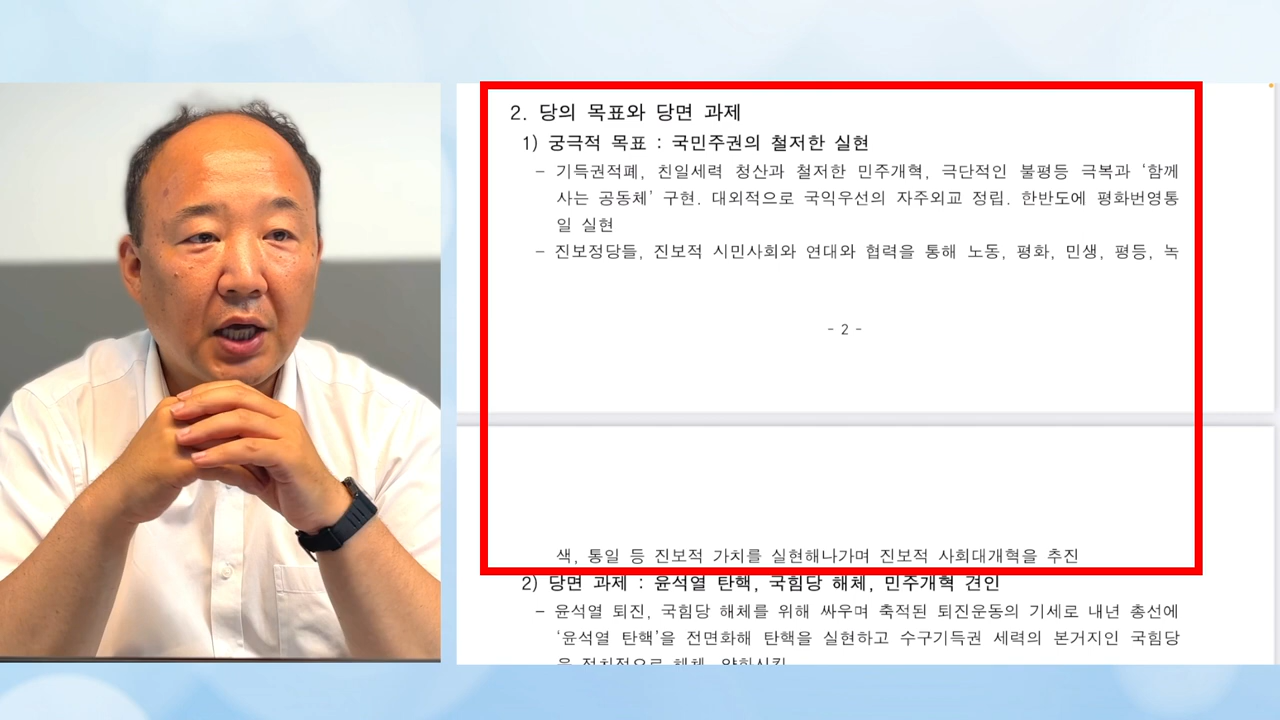 2. 당의 목표와 당면 과제
1) 궁극적 목표 : 국민주권의 철저한 실현
– 기득권적폐, 친일세력 청산과 철저한 민주개혁, 극단적인 불평등 극복과 ‘함께
사는 공동체’ 구현. 대외적으로 국익우선의 자주외교 정립. 한반도에 평화번영통
일 실현
– 진보정당들, 진보적 시민사회와 연대와 협력을 통해 노동, 평화, 민생, 평등, 녹
- 2 -
색, 통일 등 진보적 가치를 실현해나가며 진보적 사회대개혁을 추진
2) 당면 과제 : 윤석열 탄핵, 국힘당 해체, 민주개혁 견인
– 윤석열 퇴진, 국힘당 해체를 위해 싸우며 축적된 퇴진운동의 기세로 내년 총선에
‘윤석열 탄핵’을 전면화해 탄핵을 실현하고 수구기득권 세력의 본거지인 국힘당
을 정치적으로 해체, 약화시킴